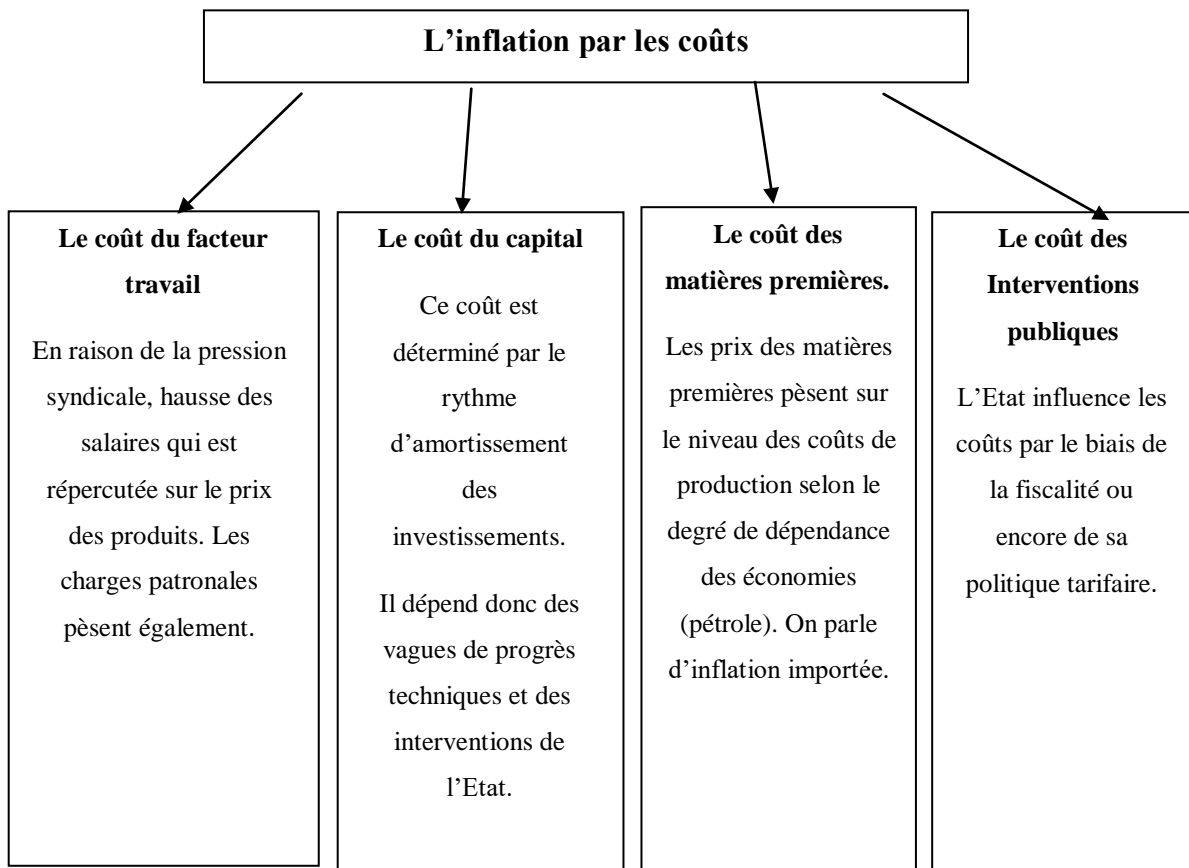 L’inflation par les coûts
Le coût du facteur
travail
En raison de la pression
syndicale, hausse des
salaires qui est
répercutée sur le prix
des produits. Les
charges patronales
pèsent également.
Le coût du capital
Ce coût est
déterminé par le
rythme
d’amortissement
des
investissements.
Il dépend donc des
vagues de progrès
techniques et des
interventions de
l’Etat.
Le coût des
matières premières.
Les prix des matières
premières pèsent sur
le niveau des coûts de
production selon le
degré de dépendance
des économies
(pétrole). On parle
d’inflation importée.
Le coût des
Interventions
publiques
L’Etat influence les
coûts par le biais de
la fiscalité ou
encore de sa
politique tarifaire.